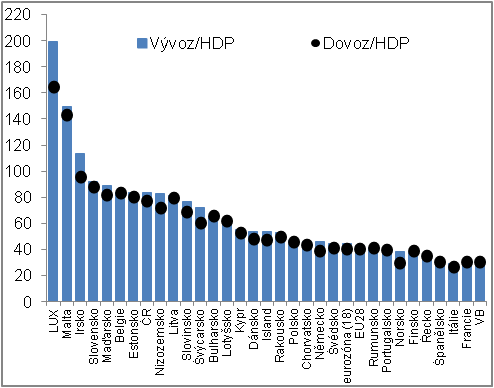 220
200
180
160
140
120
100
80
60
40
20
0
Vývoz/HDP
Dovoz/HDP
LUX
Malta
Irsko
Slovensko
Maďarsko
Belgie
Estonsko
ČR
Nizozemsko
Litva
Slovinsko
Švýcarsko
Bulharsko
Lotyšsko
Kypr
Dánsko
Island
Rakousko
Polsko
Chorvatsko
Německo
Švédsko
eurozóna (18)
EU28
Rumunsko
Portugalsko
Norsko
Finsko
Řecko
Španělsko
Itálie
Francie
VB